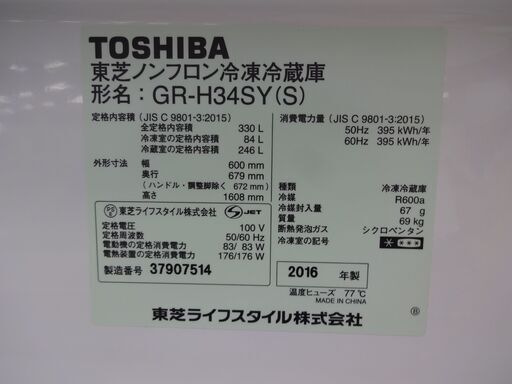 TOSHIBA
東芝ノンフロン冷凍冷蔵庫
形名：GR-H34SY(S)
定格内容積 (JIS C 9801-3:2015)
全定格内容積 330 L
冷凍室の定格内容積 84 L
冷蔵室の定格内容積 246 L
外形寸法 幅 600 mm
奥行 679 mm
(ハンドル・調整脚除く 672 mm)
高さ 1608 mm
消費電力量 (JIS C 9801-3:2015)
50Hz 395 kWh/年
60Hz 395 kWh/年
種類 冷凍冷蔵庫
冷媒 R600a
冷媒封入量 67 g
質量 69 kg
断熱発泡ガス シクロペンタン
冷凍室の記号
PS E 東芝ライフスタイル株式会社 S JET
定格電圧 100 V
定格周波数 50/60 Hz
電動機の定格消費電力 83/ 83 W
電熱装置の定格消費電力 176/176 W
製造番号 37907514
2016 年製
温度ヒューズ 77℃
MADE IN CHINA
東芝ライフスタイル株式会社
Ⓑ